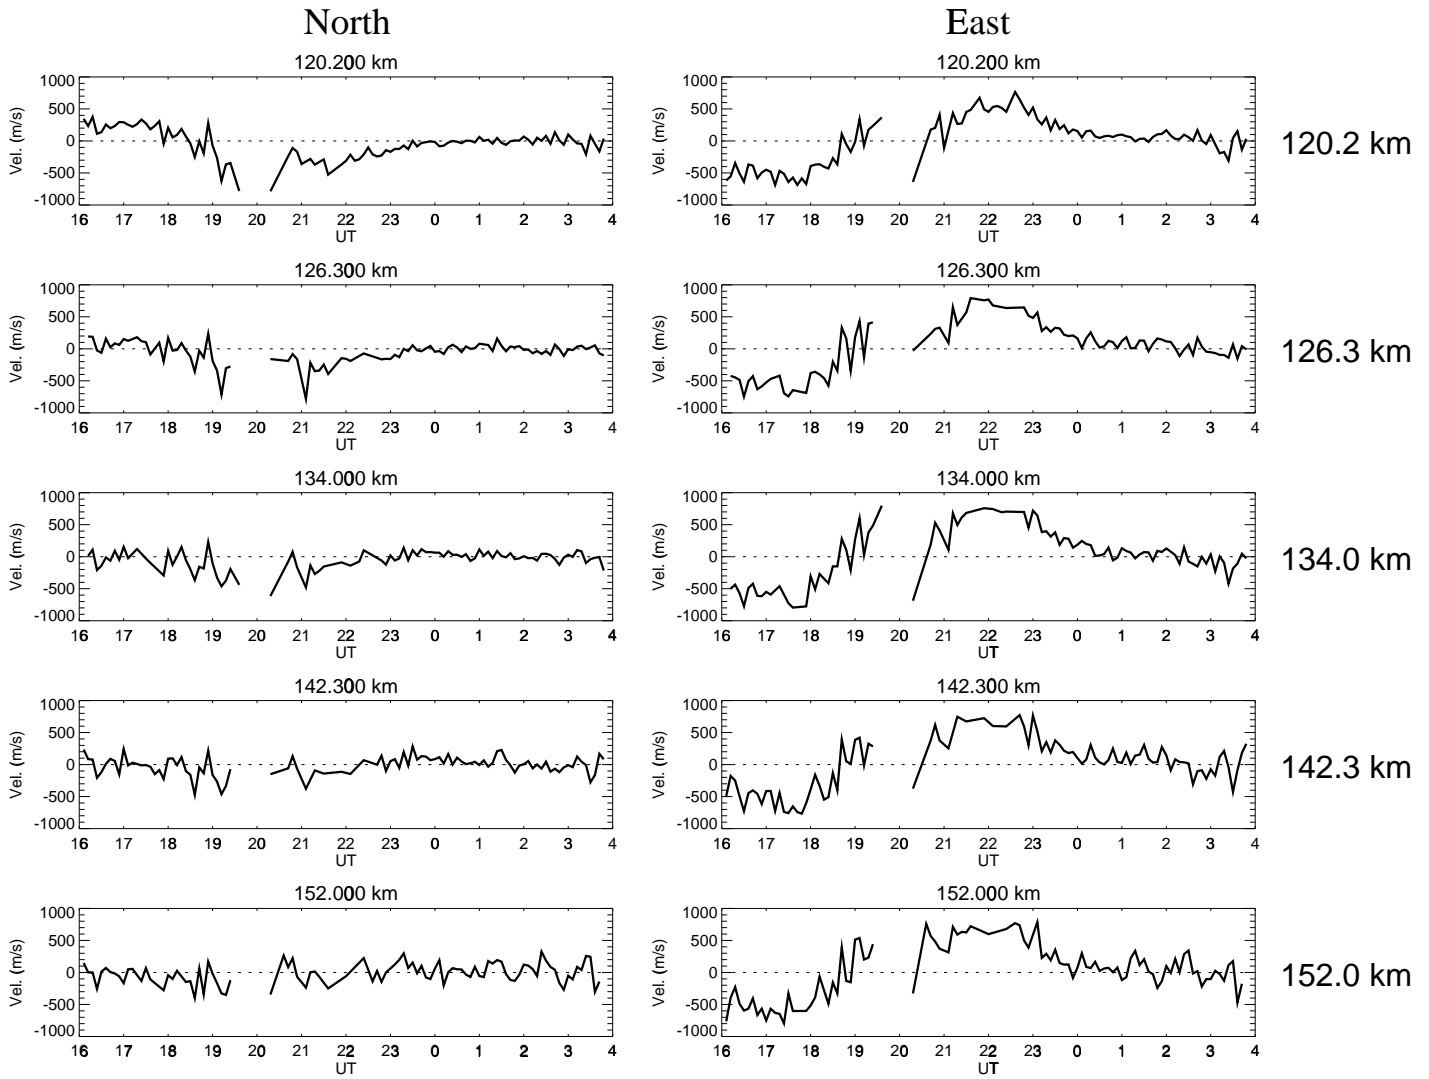 North East
120.200 km 120.200 km
1000 1000
500 500
0 0
-500 -500
-1000 -1000
Vel. (m/s) Vel. (m/s)
120.2 km
16 17 18 19 20 21 22 23 0 1 2 3 4 16 17 18 19 20 21 22 23 0 1 2 3 4
UT UT
126.300 km 126.300 km
1000 1000
500 500
0 0
-500 -500
-1000 -1000
Vel. (m/s) Vel. (m/s)
126.3 km
16 17 18 19 20 21 22 23 0 1 2 3 4 16 17 18 19 20 21 22 23 0 1 2 3 4
UT UT
134.000 km 134.000 km
1000 1000
500 500
0 0
-500 -500
-1000 -1000
Vel. (m/s) Vel. (m/s)
134.0 km
16 17 18 19 20 21 22 23 0 1 2 3 4 16 17 18 19 20 21 22 23 0 1 2 3 4
UT UT
142.300 km 142.300 km
1000 1000
500 500
0 0
-500 -500
-1000 -1000
Vel. (m/s) Vel. (m/s)
142.3 km
16 17 18 19 20 21 22 23 0 1 2 3 4 16 17 18 19 20 21 22 23 0 1 2 3 4
UT UT
152.000 km 152.000 km
1000 1000
500 500
0 0
-500 -500
-1000 -1000
Vel. (m/s) Vel. (m/s)
152.0 km
16 17 18 19 20 21 22 23 0 1 2 3 4 16 17 18 19 20 21 22 23 0 1 2 3 4
UT UT